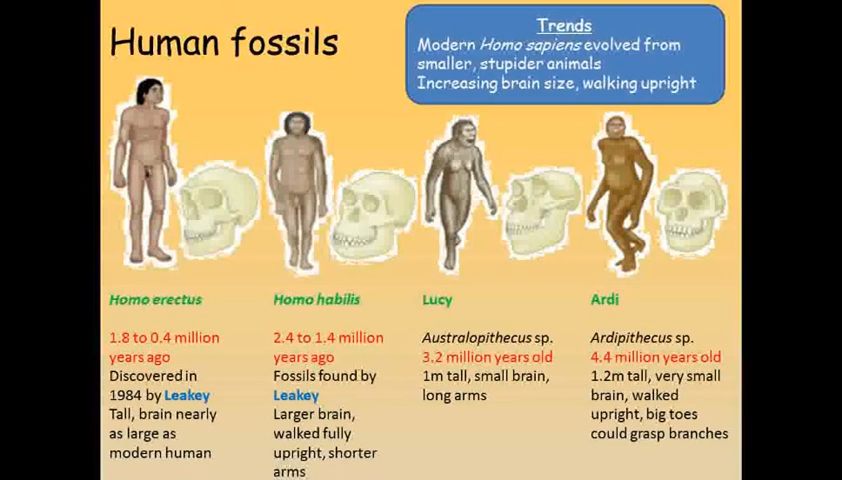 Human fossils
Trends
Modern Homo sapiens evolved from
smaller, stupider animals
Increasing brain size, walking upright
Homo erectus
1.8 to 0.4 million
years ago
Discovered in
1984 by Leakey
Tall, brain nearly
as large as
modern human
Homo habilis
2.4 to 1.4 million
years ago
Fossils found by
Leakey
Larger brain,
walked fully
upright, shorter
arms
Lucy
Australopithecus sp.
3.2 million years old
1m tall, small brain,
long arms
Ardi
Ardipithecus sp.
4.4 million years old
1.2m tall, very small
brain, walked
upright, big toes
could grasp branches